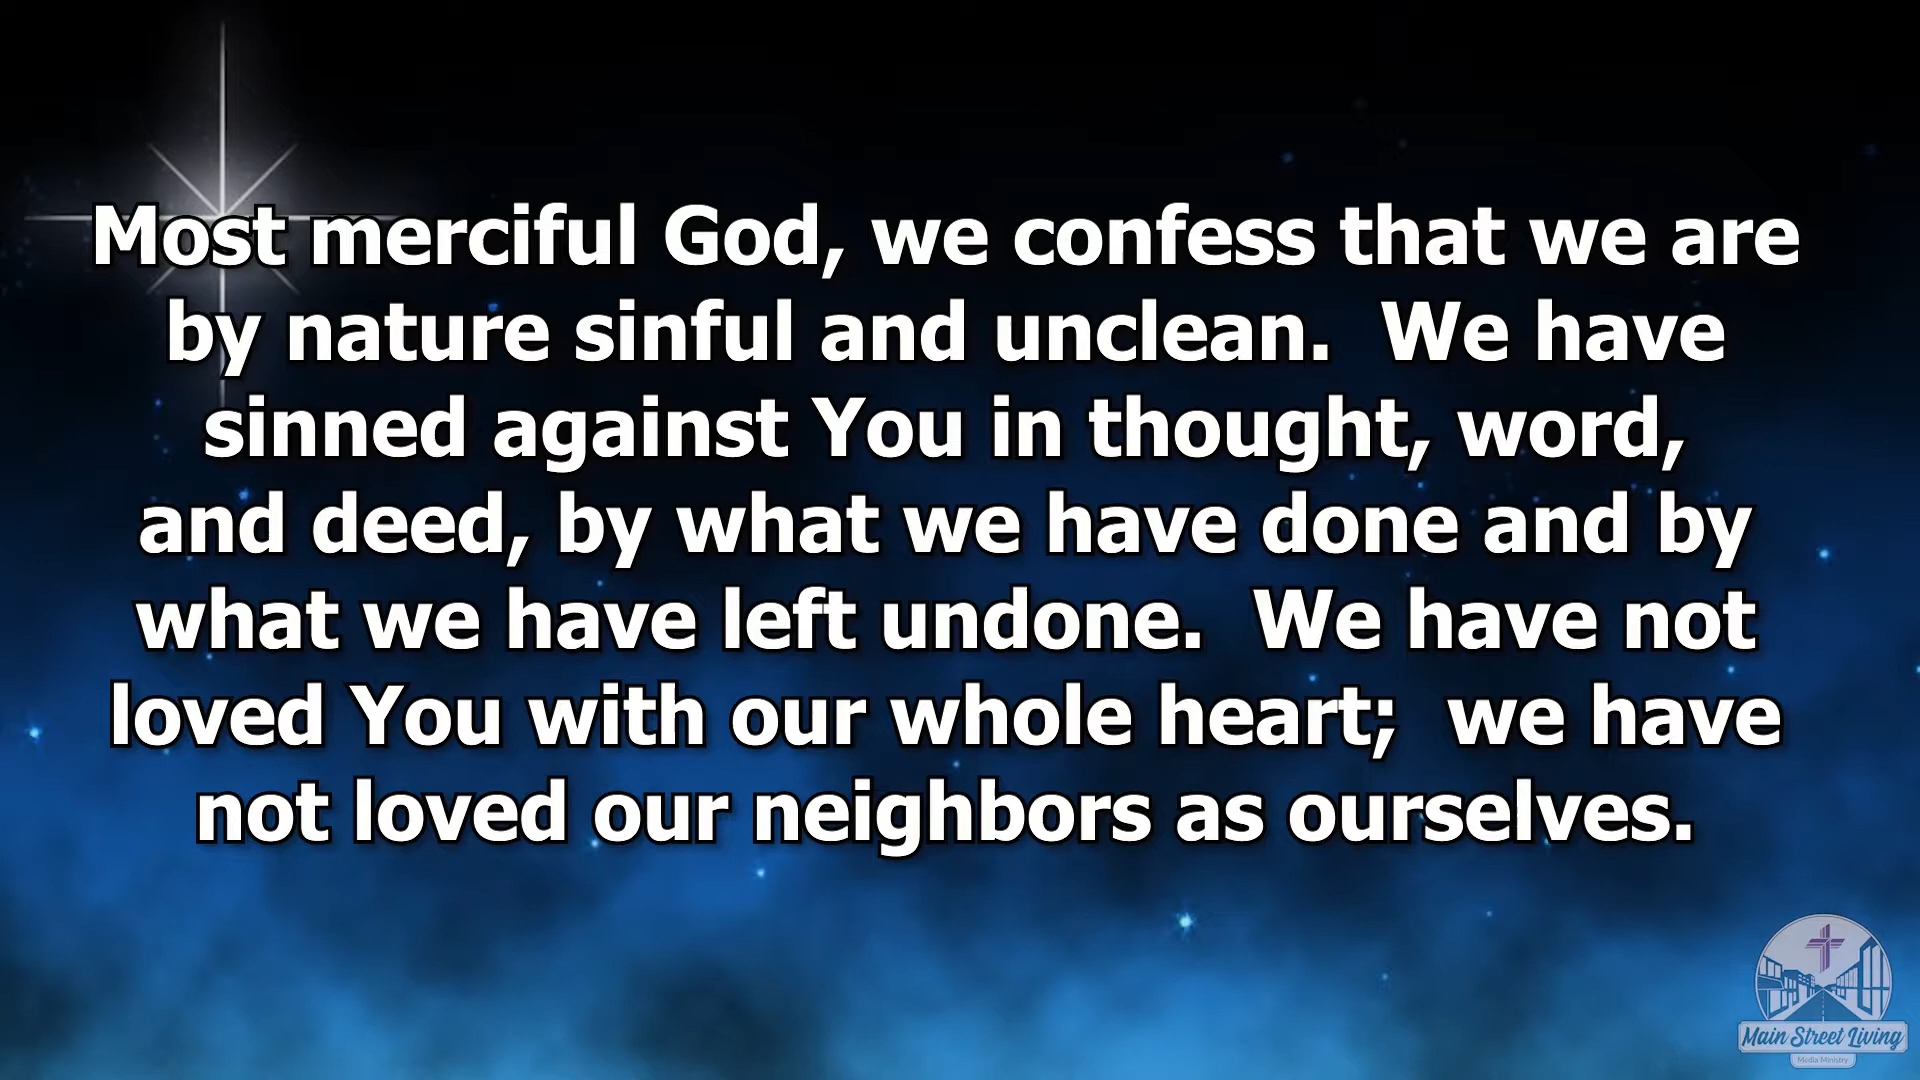 Most merciful God, we confess that we are
by nature sinful and unclean.  We have
sinned against You in thought, word,
and deed, by what we have done and by
what we have left undone.  We have not
loved You with our whole heart;  we have
not loved our neighbors as ourselves.
Main Street Living
Media Ministry